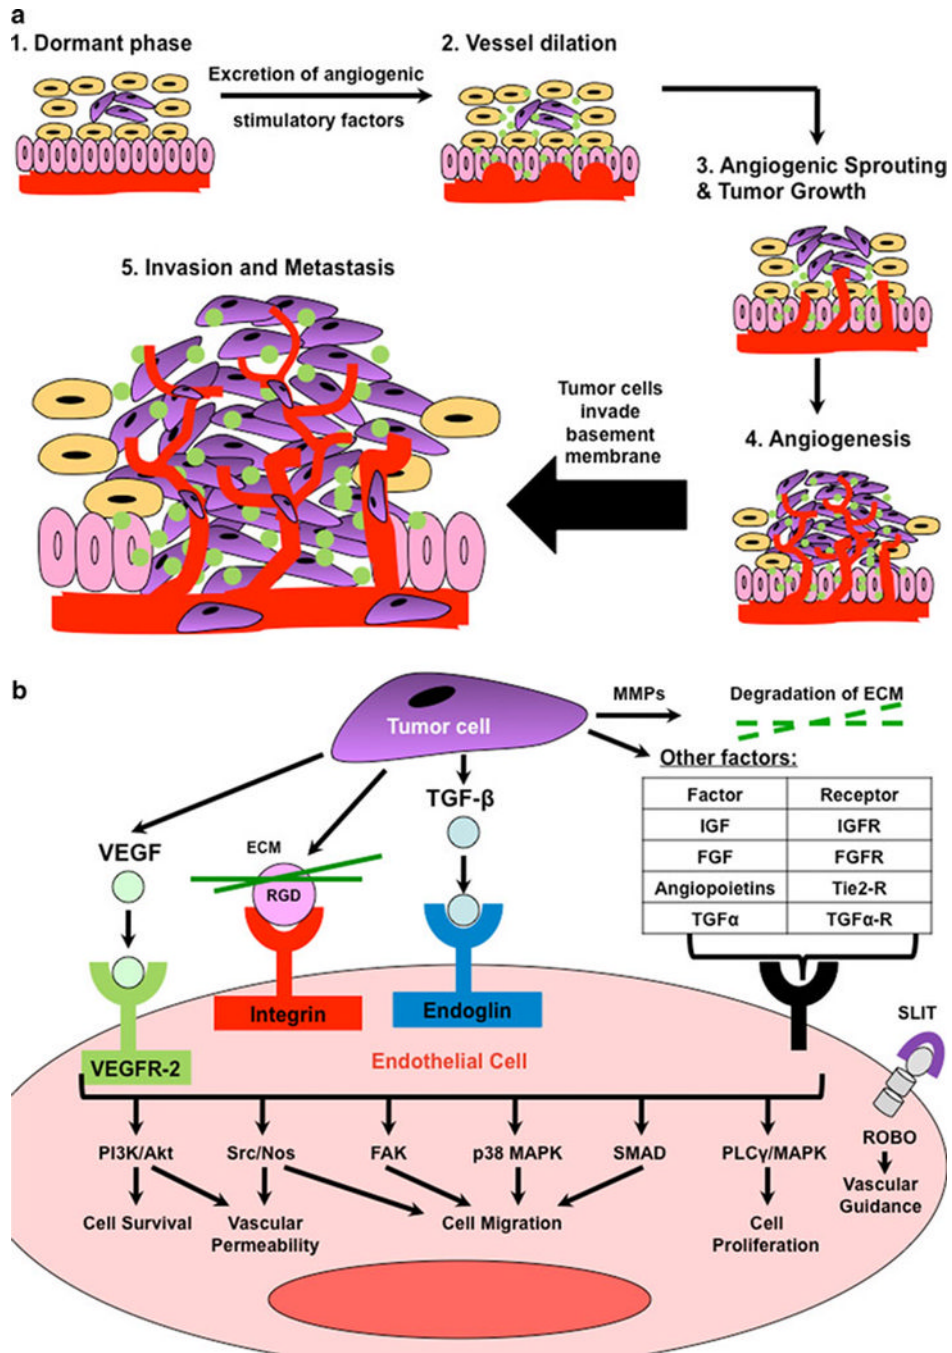 a
1. Dormant phase
Excretion of angiogenic
stimulatory factors
2. Vessel dilation
3. Angiogenic Sprouting
& Tumor Growth
5. Invasion and Metastasis
Tumor cells
invade
basement
membrane
4. Angiogenesis
b
Tumor cell
MMPs
Degradation of ECM
Other factors:
Factor Receptor
IGF IGFR
FGF FGFR
Angiopoietins Tie2-R
TGFα TGFα-R
VEGF
ECM
RGD
TGF-β
VEGFR-2
Integrin
Endoglin
Endothelial Cell
SLIT
ROBO
Vascular
Guidance
PI3K/Akt
Src/Nos
FAK
p38 MAPK
SMAD
PLCγ/MAPK
Cell Survival
Vascular
Permeability
Cell Migration
Cell
Proliferation